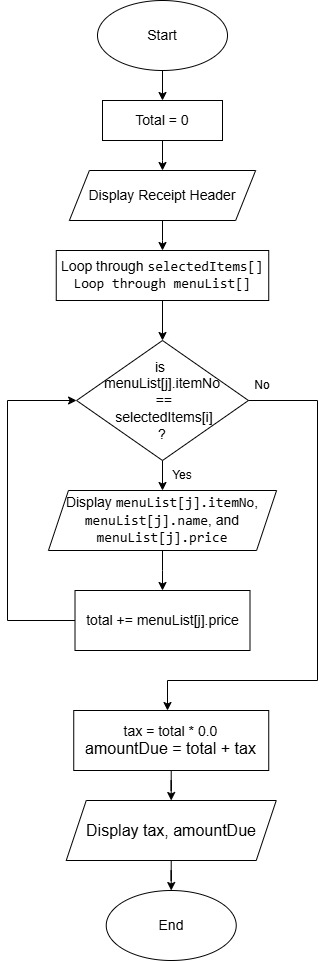 Start
Total = 0
Display Receipt Header
Loop through selectedItems[]
Loop through menuList[]
is
menuList[j].itemNo
==
selectedItems[i]
?
No
Yes
Display menuList[j].itemNo,
menuList[j].name, and
menuList[j].price
total += menuList[j].price
tax = total * 0.0
amountDue = total + tax
Display tax, amountDue
End